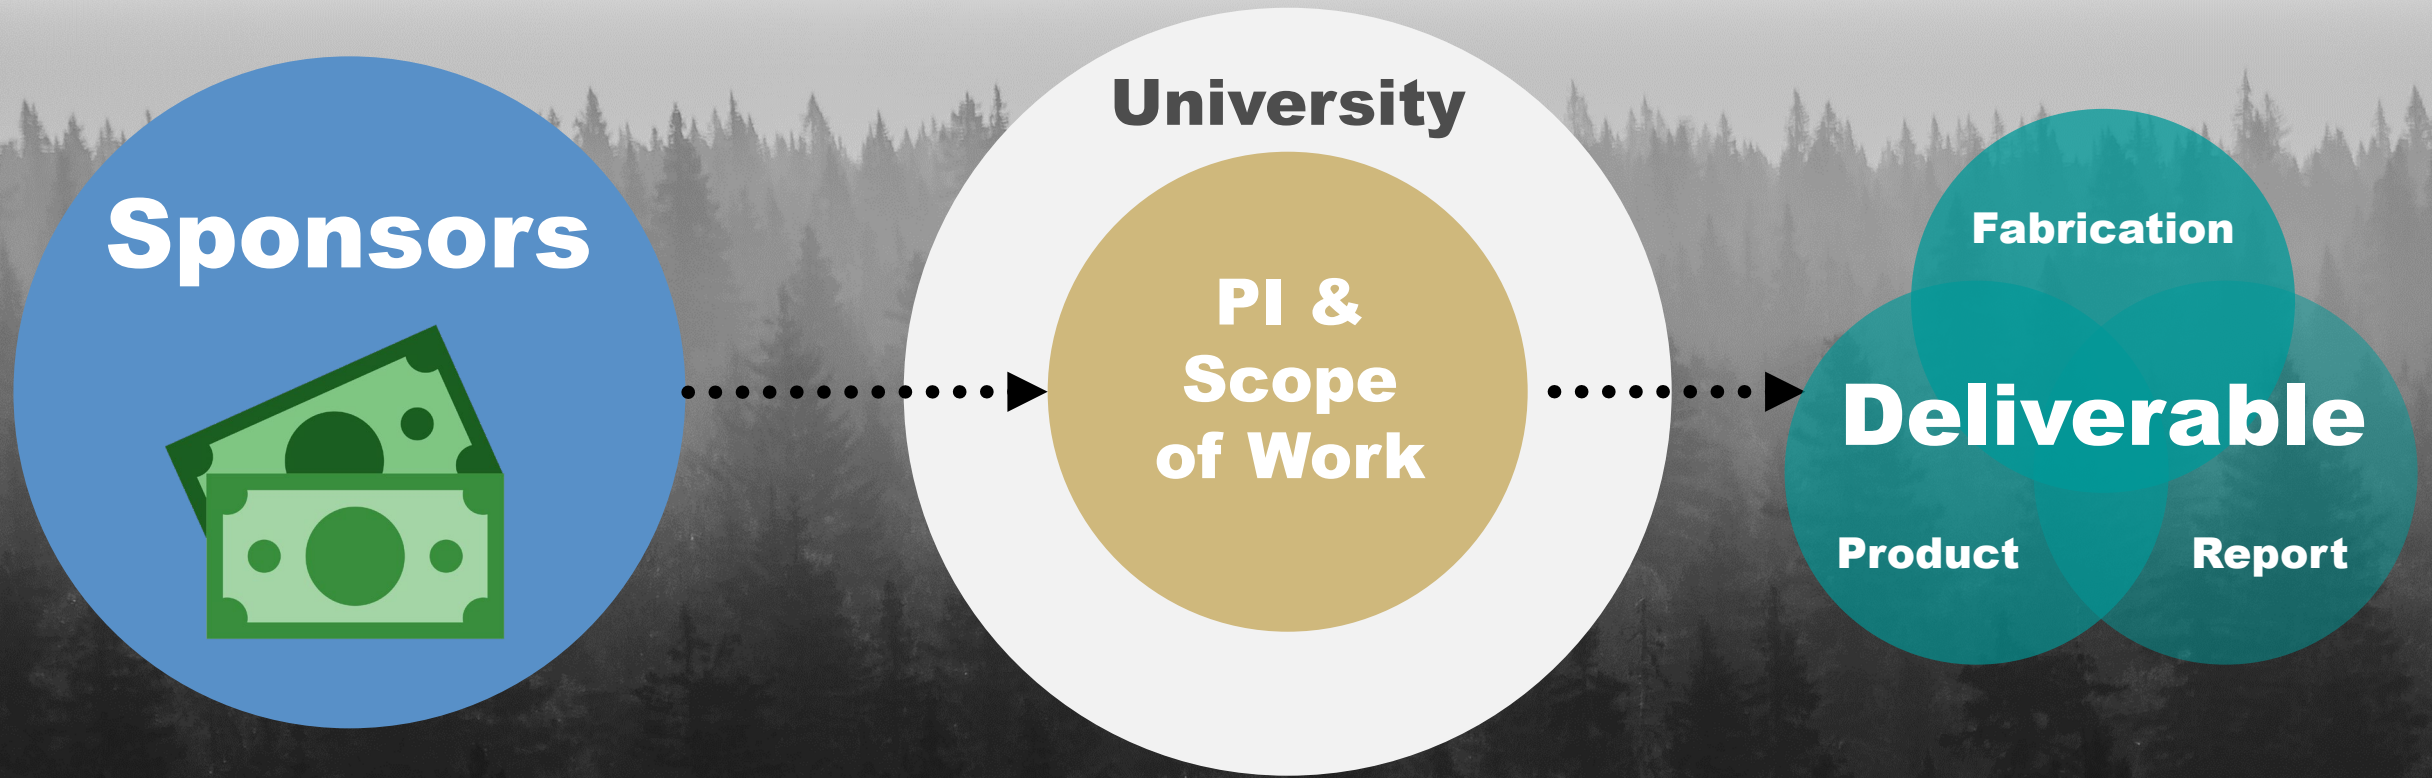 Sponsors
University
PI &
Scope
of Work
Fabrication
Deliverable
Product
Report